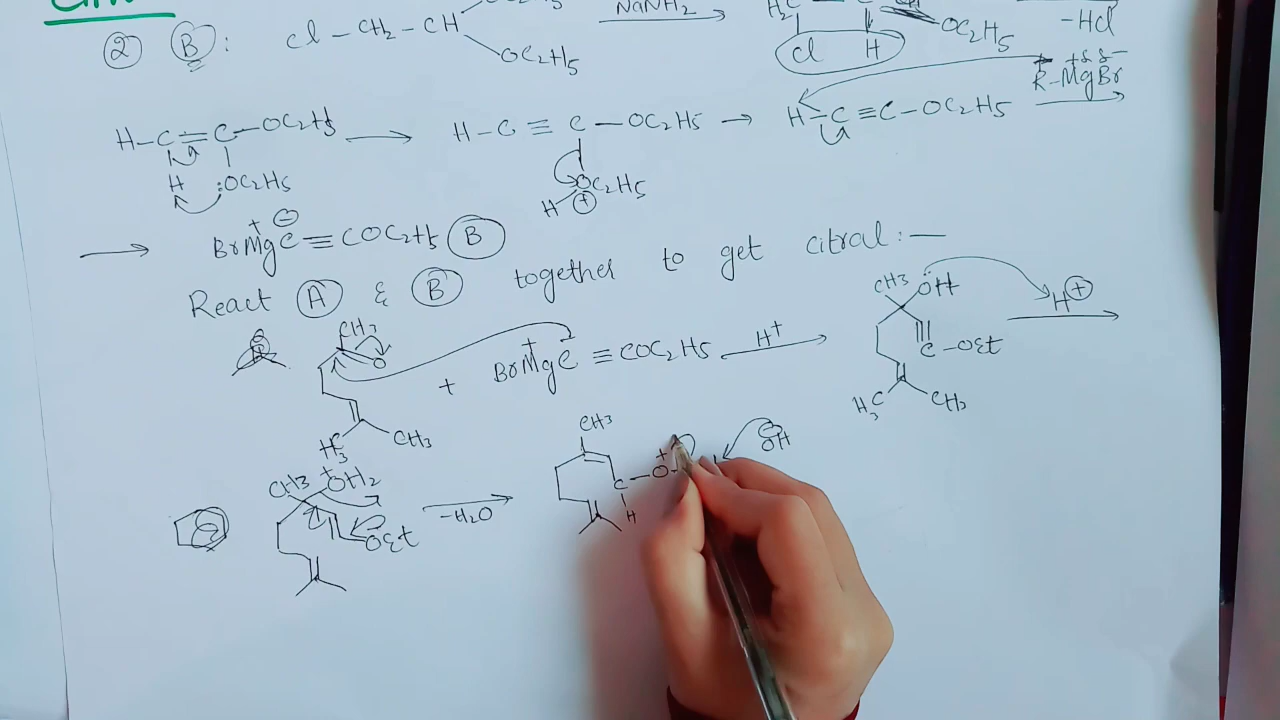 ② Ⓑ : Cl – CH2 – CH OC2H5 NaNH2 H2C Cl H OC2H5 –HCl
H – C = C – OC2H5 H :OC2H5 → H – C ≡ C – OC2H5 OC2H5 H ⊕ → H – C ≡ C – OC2H5 R – MgBr
→ BrMgC ≡ COC2H5 Ⓑ
React Ⓐ & Ⓑ together to get citral : —
CH3 O H3C CH3 + BrMgC ≡ COC2H5 H+ → CH3 OH C – OEt H3C CH3 H⊕ →
CH3 +OH2 OEt –H2O → CH3 C – O + H OH